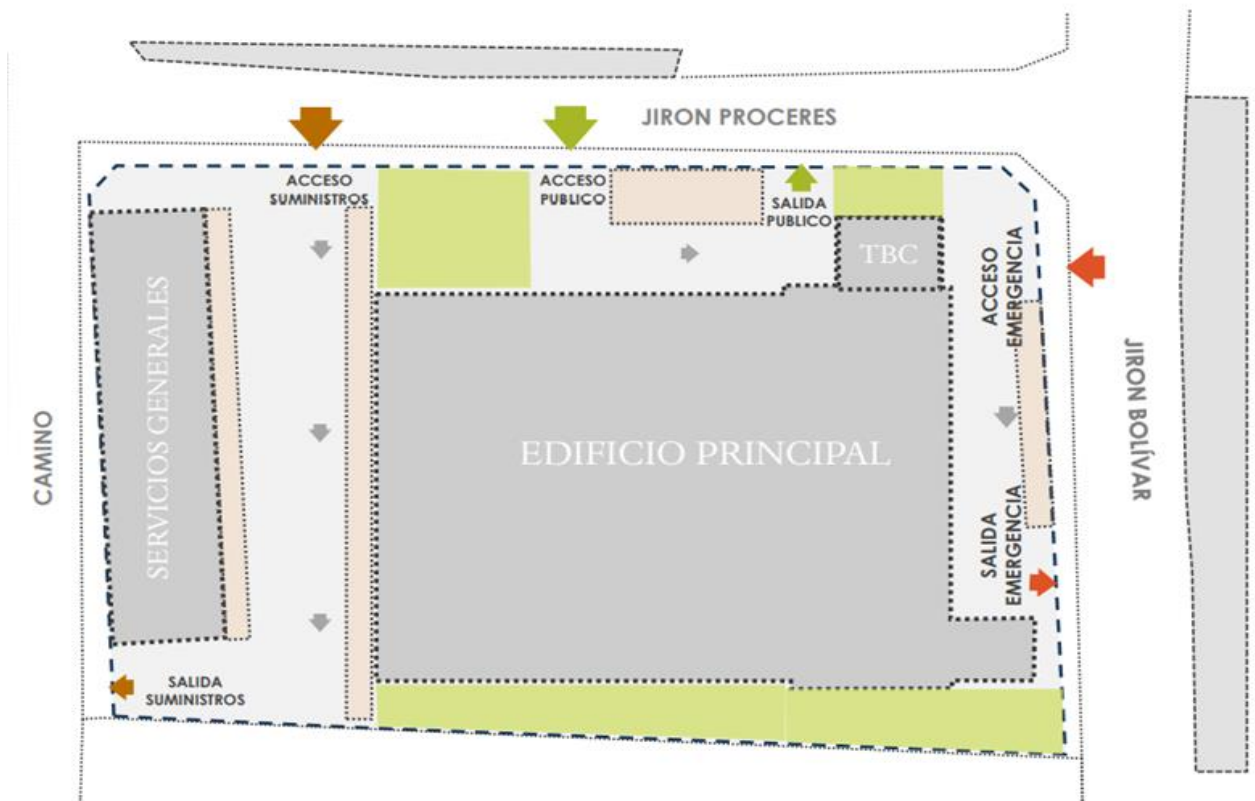 JIRON PROCERES
ACCESO
SUMINISTROS
ACCESO
PUBLICO
SALIDA
PUBLICO
TBC
ACCESO
EMERGENCIA
SERVICIOS GENERALES
EDIFICIO PRINCIPAL
CAMINO
JIRON BOLÍVAR
SALIDA
EMERGENCIA
SALIDA
SUMINISTROS